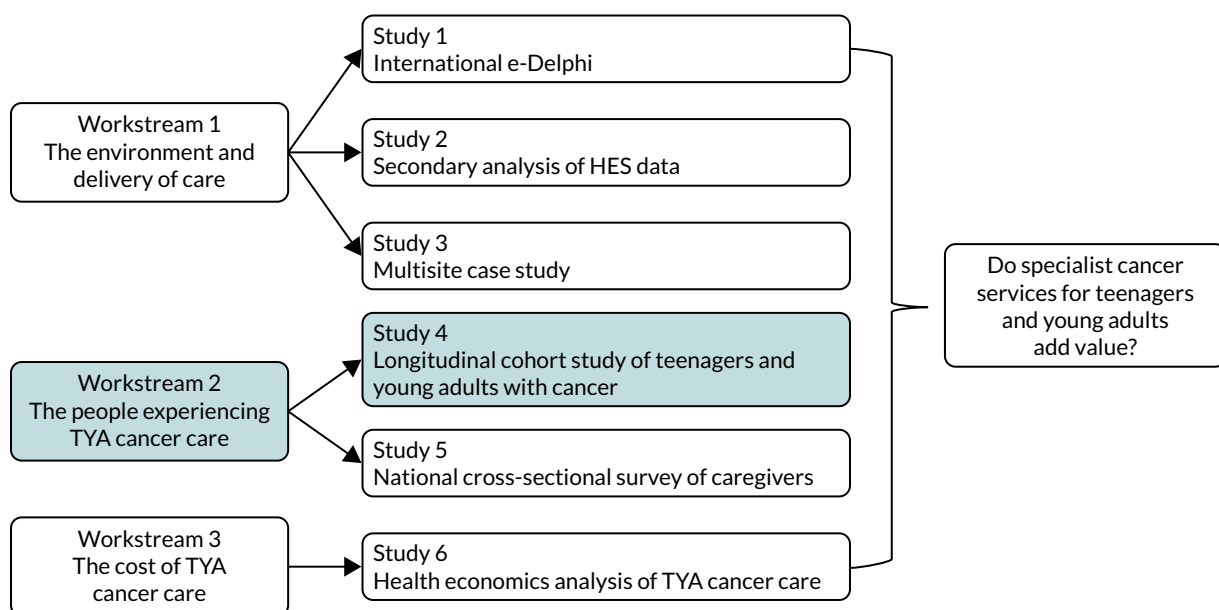 Workstream 1
The environment and
delivery of care
Study 1
International e-Delphi
Study 2
Secondary analysis of HES data
Study 3
Multisite case study
Workstream 2
The people experiencing
TYA cancer care
Study 4
Longitudinal cohort study of teenagers and
young adults with cancer
Study 5
National cross-sectional survey of caregivers
Workstream 3
The cost of TYA
cancer care
Study 6
Health economics analysis of TYA cancer care
Do specialist cancer
services for teenagers
and young adults
add value?